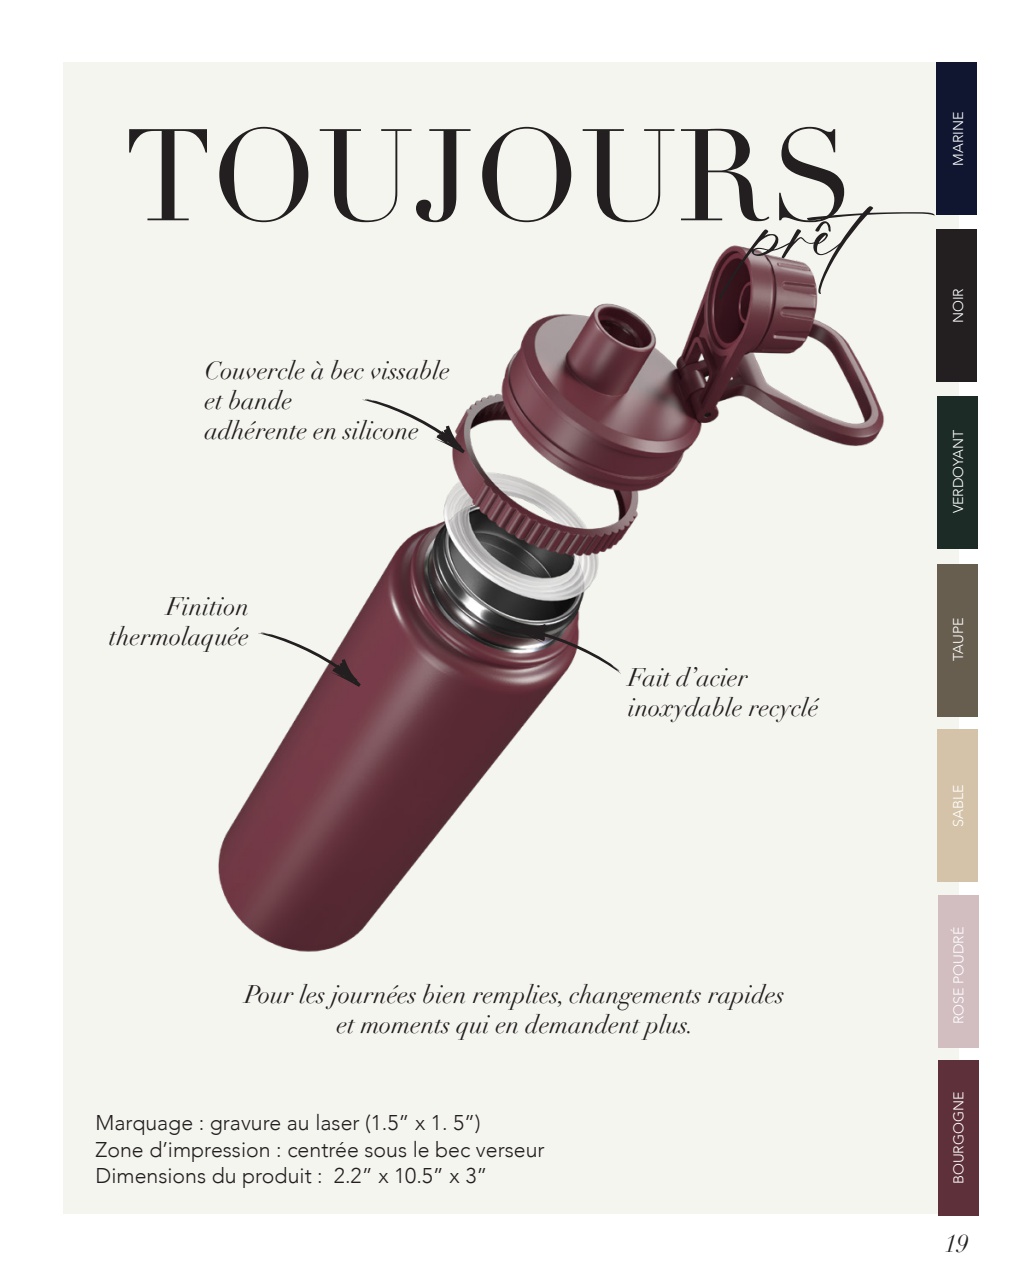 TOUJOURS
prêt
Couvercle à bec vissable
et bande
adhérente en silicone
Finition
thermolaquée
Fait d’acier
inoxydable recyclé
Pour les journées bien remplies, changements rapides
et moments qui en demandent plus.
Marquage : gravure au laser (1.5” x 1. 5”)
Zone d’impression : centrée sous le bec verseur
Dimensions du produit :  2.2” x 10.5” x 3”
MARINE
NOIR
VERDOYANT
TAUPE
SABLE
ROSE POUDRÉ
BOURGOGNE
19